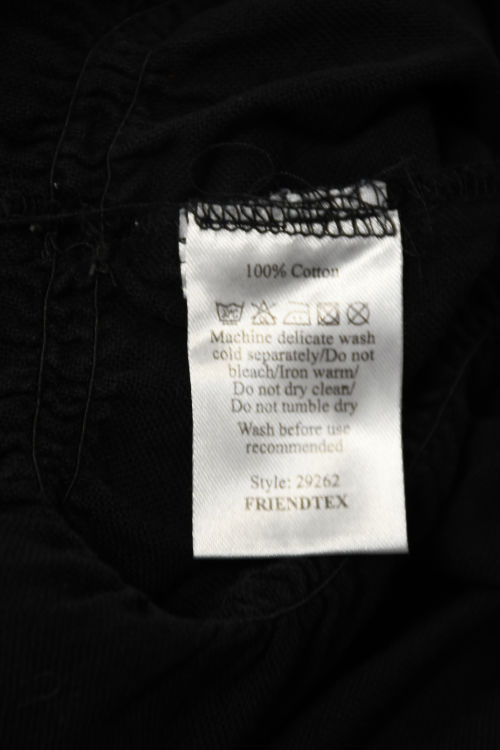 100% Cotton
Machine delicate wash
cold separately/Do not
bleach/Iron warm/
Do not dry clean/
Do not tumble dry
Wash before use
recommended
Style: 29262
FRIENDTEX